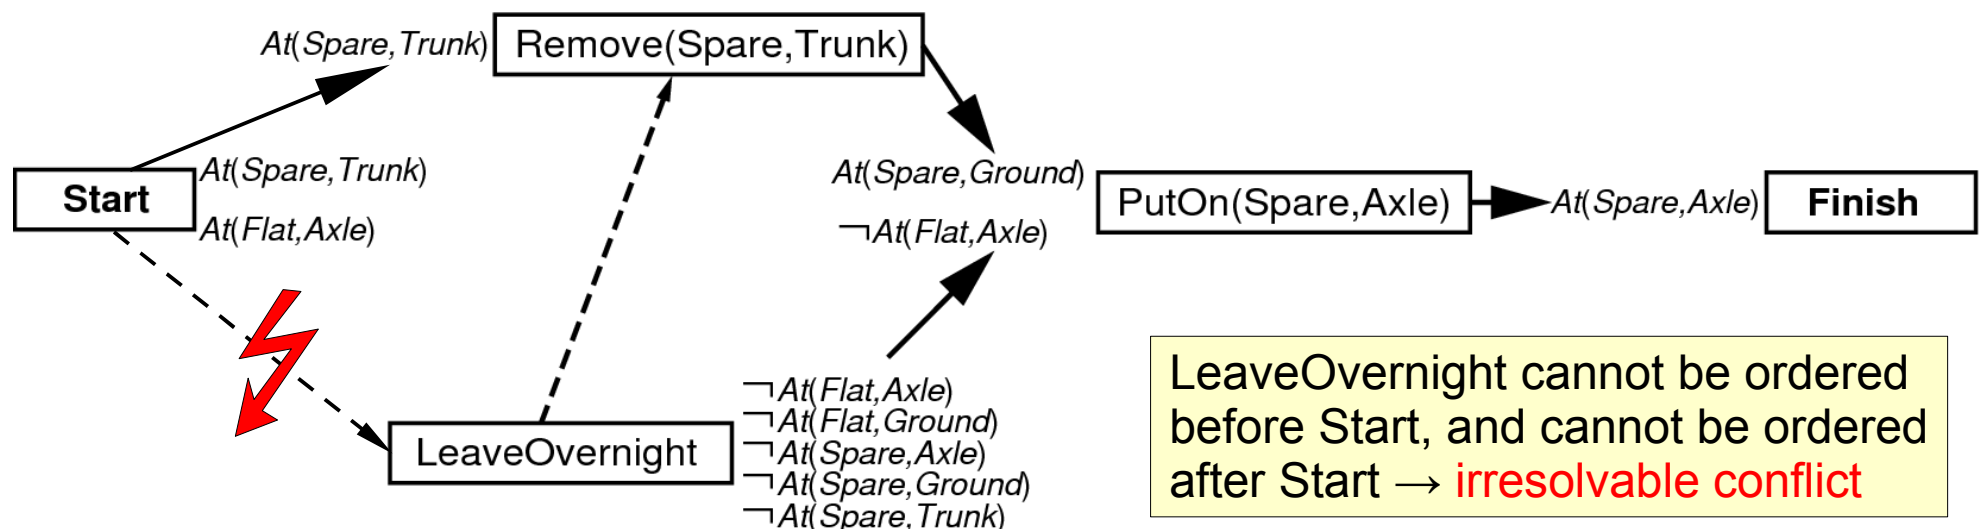 At(Spare,Trunk) Remove(Spare,Trunk)
Start At(Spare,Trunk)
At(Flat,Axle)
At(Spare,Ground)
¬At(Flat,Axle)
PutOn(Spare,Axle) At(Spare,Axle) Finish
LeaveOvernight
¬At(Flat,Axle)
¬At(Flat,Ground)
¬At(Spare,Axle)
¬At(Spare,Ground)
¬At(Spare,Trunk)
LeaveOvernight cannot be ordered
before Start, and cannot be ordered
after Start → irresolvable conflict